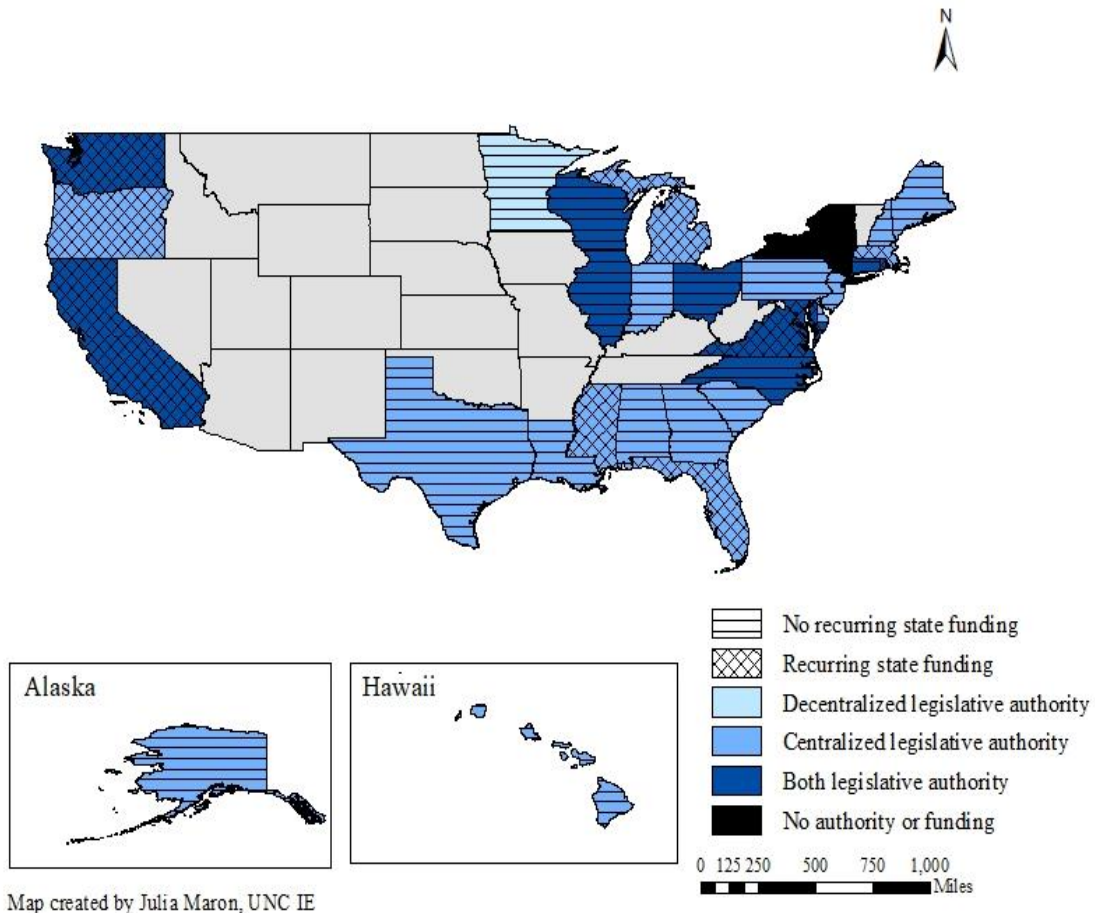 N
No recurring state funding
Recurring state funding
Decentralized legislative authority
Centralized legislative authority
Both legislative authority
No authority or funding
Alaska
Hawaii
0 125 250 500 750 1,000
Miles
Map created by Julia Maron, UNC IE